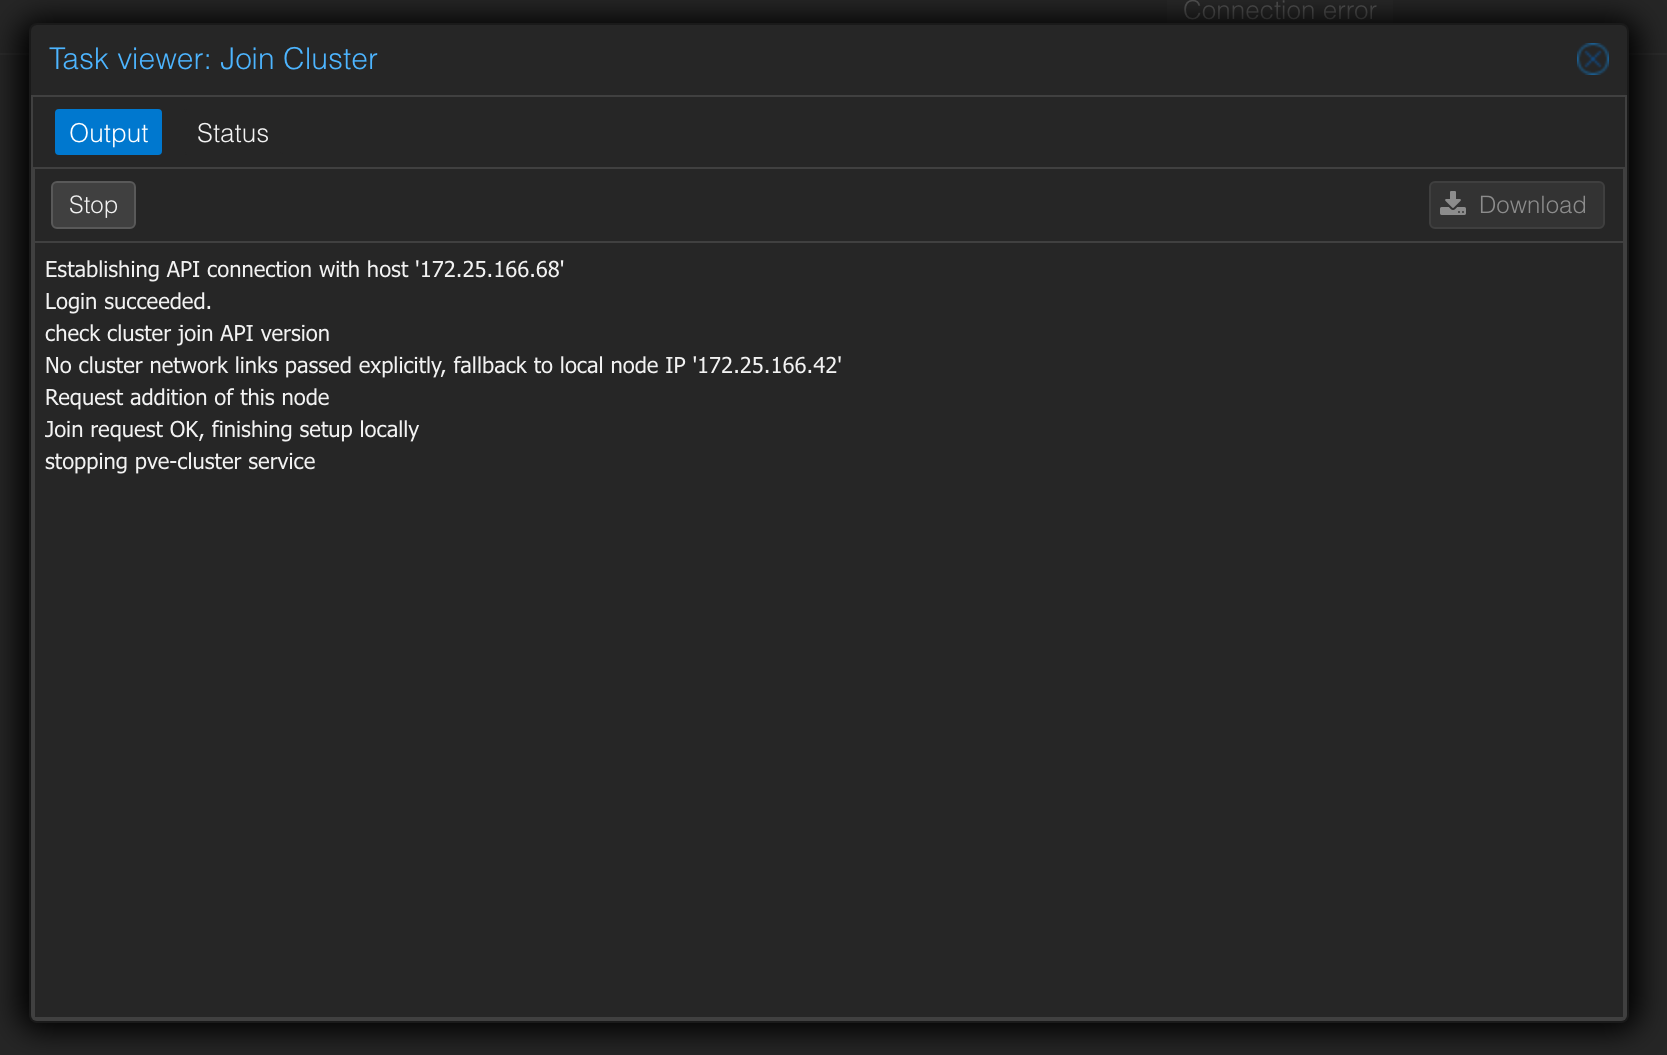 Connection error
Task viewer: Join Cluster
Output Status
Stop Download
Establishing API connection with host '172.25.166.68'
Login succeeded.
check cluster join API version
No cluster network links passed explicitly, fallback to local node IP '172.25.166.42'
Request addition of this node
Join request OK, finishing setup locally
stopping pve-cluster service